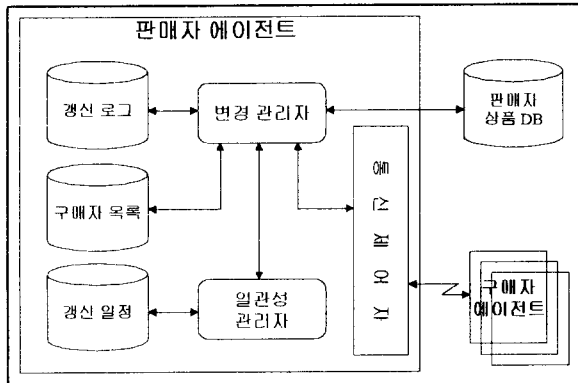 판매자 에이전트
갱신 로그
변경 관리자
판매자
상품 DB
구매자 목록
통신제어자
갱신 일정
일관성
관리자
구매자
에이전트